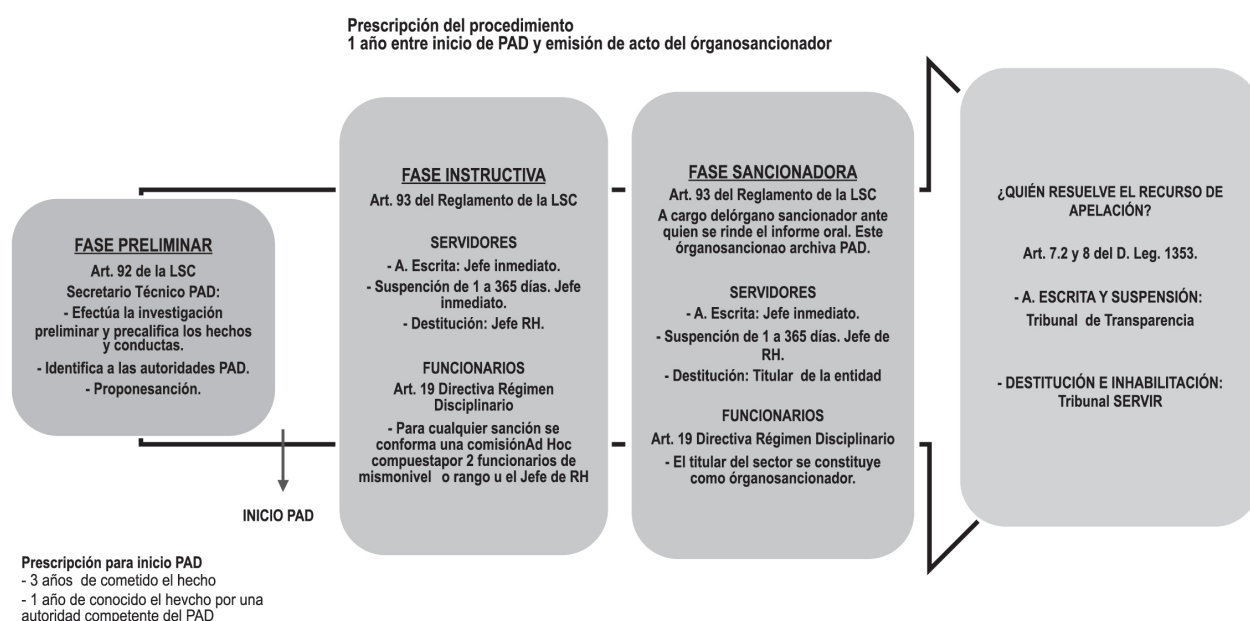 Prescripción del procedimiento
1 año entre inicio de PAD y emisión de acto del órganosancionador
FASE PRELIMINAR
Art. 92 de la LSC
Secretario Técnico PAD:
- Efectúa la investigación
preliminar y precalifica los hechos
y conductas.
- Identifica a las autoridades PAD.
- Proponesanción.
INICIO PAD
Prescripción para inicio PAD
- 3 años de cometido el hecho
- 1 año de conocido el hevcho por una
autoridad competente del PAD
FASE INSTRUCTIVA
Art. 93 del Reglamento de la LSC
SERVIDORES
- A. Escrita: Jefe inmediato.
- Suspención de 1 a 365 días. Jefe
inmediato.
- Destitución: Jefe RH.
FUNCIONARIOS
Art. 19 Directiva Régimen
Disciplinario
- Para cualquier sanción se
conforma una comisiónAd Hoc
compuestapor 2 funcionarios de
mismonivel o rango u el Jefe de RH
FASE SANCIONADORA
Art. 93 del Reglamento de la LSC
A cargo delórgano sancionador ante
quien se rinde el informe oral. Este
órganosancionao archiva PAD.
SERVIDORES
- A. Escrita: Jefe inmediato.
- Suspención de 1 a 365 días. Jefe de
RH.
- Destitución: Titular de la entidad
FUNCIONARIOS
Art. 19 Directiva Régimen Disciplinario
- El titular del sector se constituye
como órganosancionador.
¿QUIÉN RESUELVE EL RECURSO DE
APELACIÓN?
Art. 7.2 y 8 del D. Leg. 1353.
- A. ESCRITA Y SUSPENSIÓN:
Tribunal de Transparencia
- DESTITUCIÓN E INHABILITACIÓN:
Tribunal SERVIR